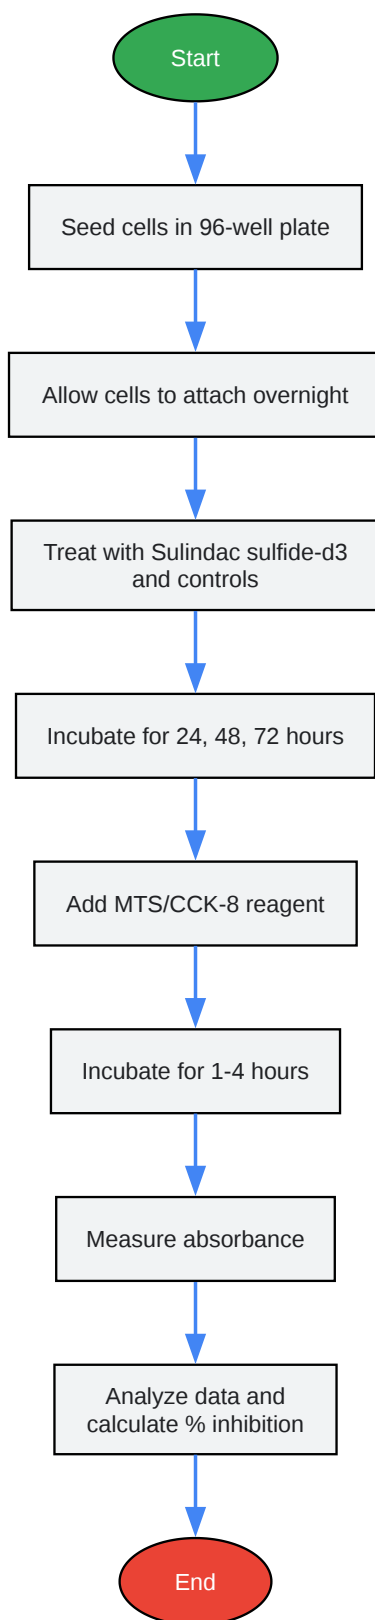 Start
Seed cells in 96-well plate
Allow cells to attach overnight
Treat with Sulindac sulfide-d3
and controls
Incubate for 24, 48, 72 hours
Add MTS/CCK-8 reagent
Incubate for 1-4 hours
Measure absorbance
Analyze data and
calculate % inhibition
End